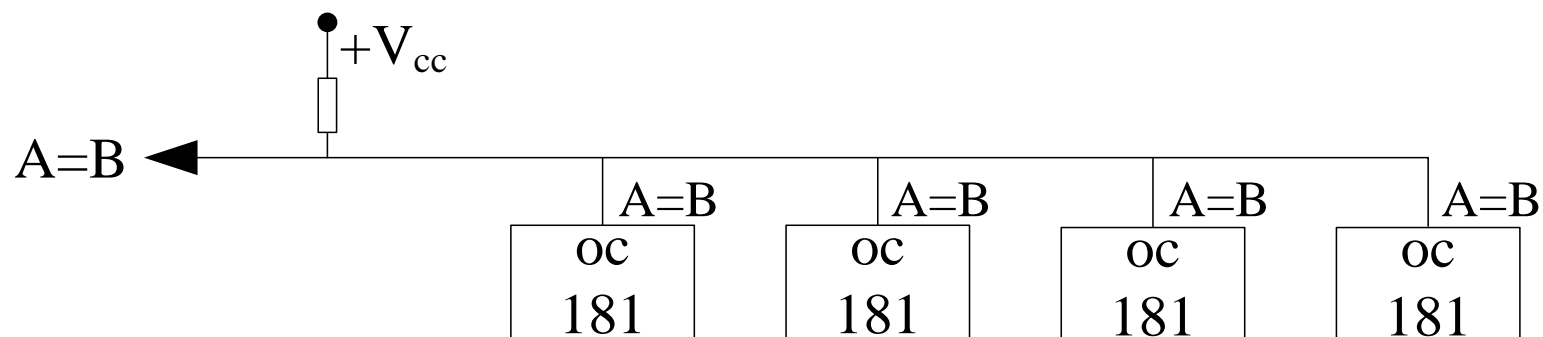 +Vcc
A=B
A=B A=B A=B A=B
oc oc oc oc
181 181 181 181